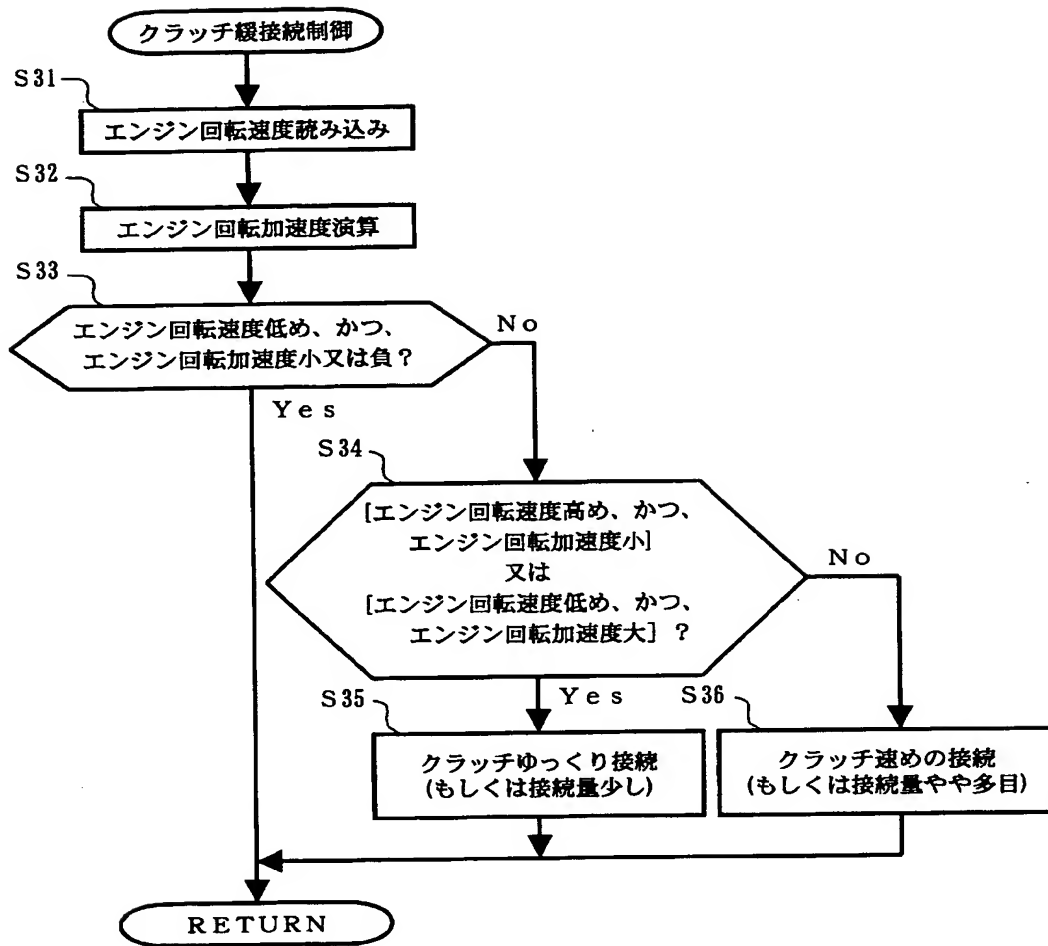 クラッチ緩接続制御
S31
エンジン回転速度読み込み
S32
エンジン回転加速度演算
S33
エンジン回転速度低め、かつ、
エンジン回転加速度小又は負？
No
Yes
S34
[エンジン回転速度高め、かつ、
エンジン回転加速度小]
又は
[エンジン回転速度低め、かつ、
エンジン回転加速度大] ？
No
Yes
S35
クラッチゆっくり接続
(もしくは接続量少し)
S36
クラッチ速めの接続
(もしくは接続量やや多目)
RETURN